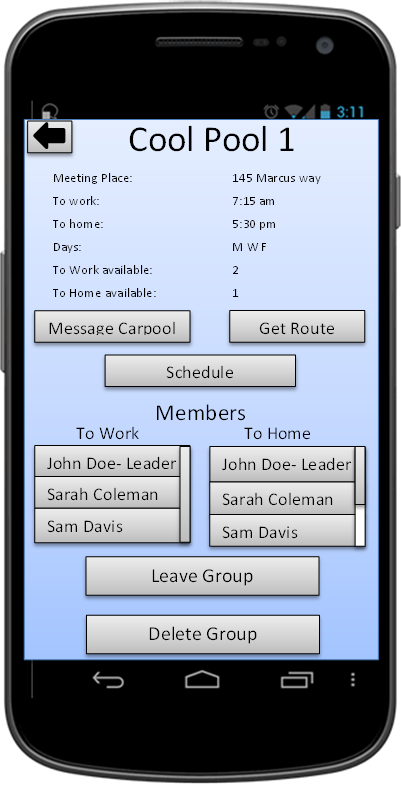 3:11
Cool Pool 1
Meeting Place: 145 Marcus way
To work: 7:15 am
To home: 5:30 pm
Days: M W F
To Work available: 2
To Home available: 1
Message Carpool Get Route
Schedule
Members
To Work To Home
John Doe- Leader John Doe- Leader
Sarah Coleman Sarah Coleman
Sam Davis Sam Davis
Leave Group
Delete Group